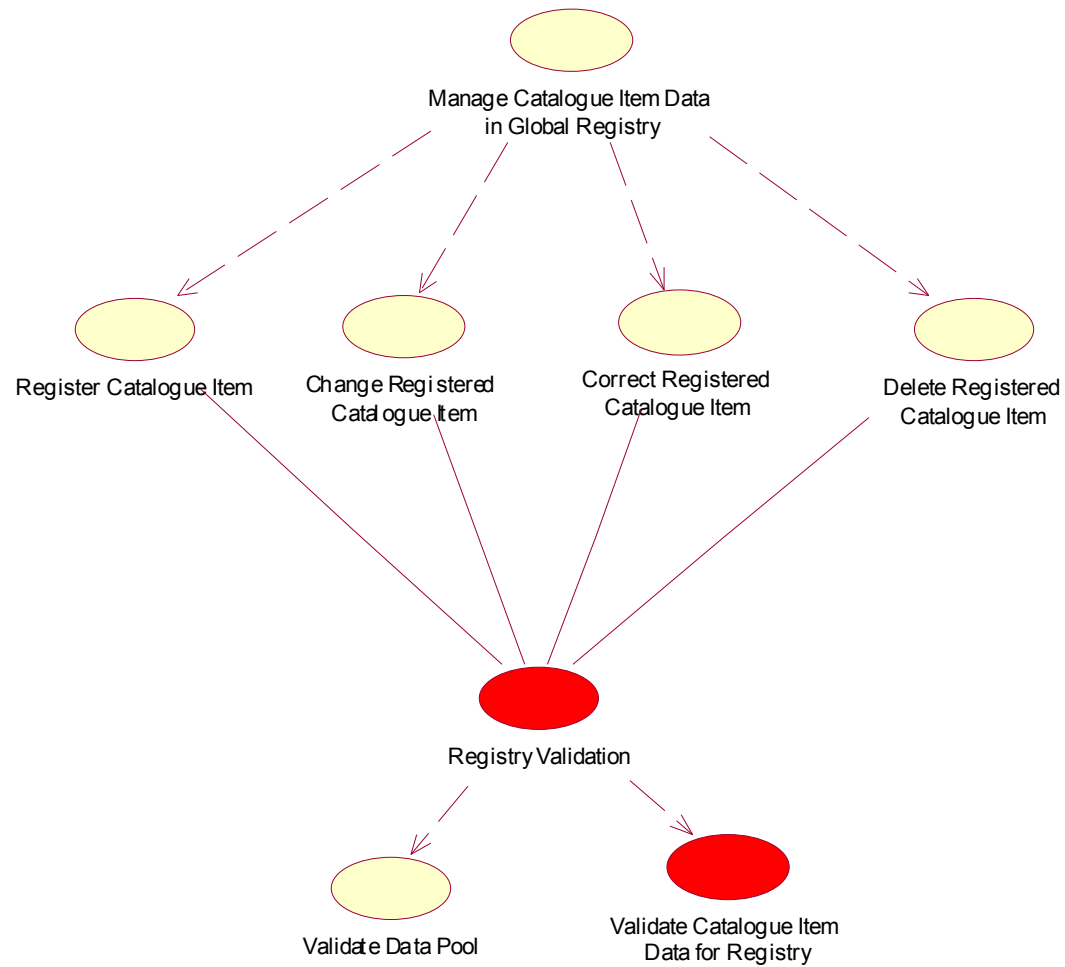 Manage Catalogue Item Data
in Global Registry
Register Catalogue Item
Change Registered
Catalogue Item
Correct Registered
Catalogue Item
Delete Registered
Catalogue Item
Registry Validation
Validate Data Pool
Validate Catalogue Item
Data for Registry